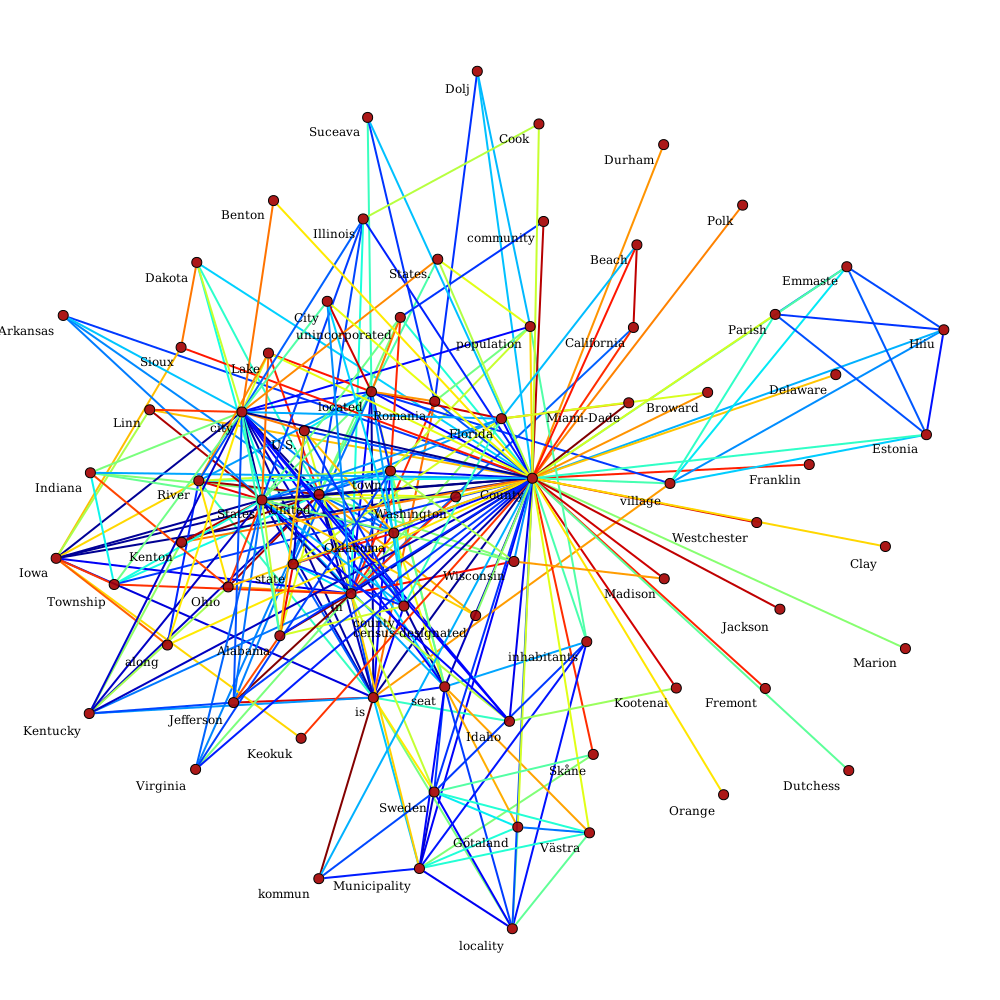 Dolj
Suceava
Cook
Durham
Benton
Polk
Illinois
community
Beach
States.
Dakota
Emmaste
City
unincorporated
Arkansas
Parish
Hiu
population
California
Sioux
Lake
Delaware
located
Romania
Miami-Dade
Broward
Linn
city
Florida
U.S.
Estonia
Indiana
River
town
County
village
Franklin
States
United
Washington
Westchester
Oklahoma
Kenton
Iowa
Clay
state
Wisconsin
Township
Ohio
in
Madison
county
census-designated
Jackson
along
Alabama
inhabitants
Marion
seat
is
Kentucky
Jefferson
Kootenai
Fremont
Idaho
Keokuk
Skåne
Virginia
Dutchess
Sweden
Orange
Götaland
Västra
kommun
Municipality
locality